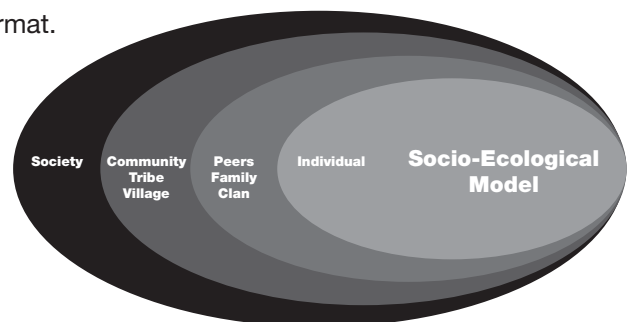 rmat.
Society
Community
Tribe
Village
Peers
Family
Clan
Individual
Socio-Ecological
Model